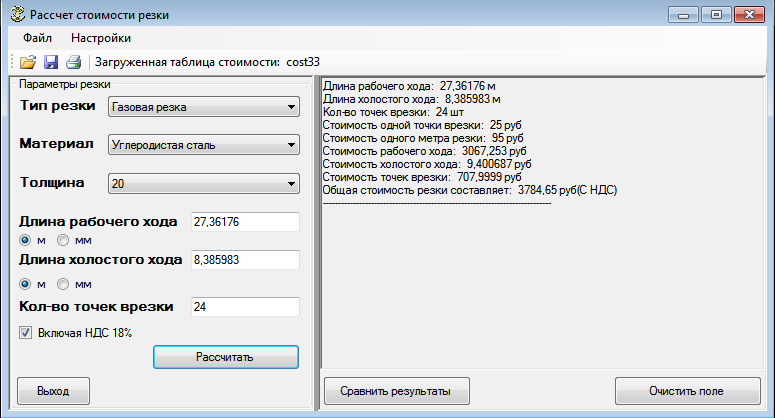 Рассчет стоимости резки
Файл Настройки
Загруженная таблица стоимости: cost33
Параметры резки
Тип резки Газовая резка
Материал Углеродистая сталь
Толщина 20
Длина рабочего хода 27,36176
м мм
Длина холостого хода 8,385983
м мм
Кол-во точек врезки 24
Включая НДС 18%
Рассчитать
Выход
Длина рабочего хода: 27,36176 м
Длина холостого хода: 8,385983 м
Кол-во точек врезки: 24 шт
Стоимость одной точки врезки: 25 руб
Стоимость одного метра резки: 95 руб
Стоимость рабочего хода: 3067,253 руб
Стоимость холостого хода: 9,400687 руб
Стоимость точек врезки: 707,9999 руб
Общая стоимость резки составляет: 3784,65 руб(С НДС)
Сравнить результаты
Очистить поле